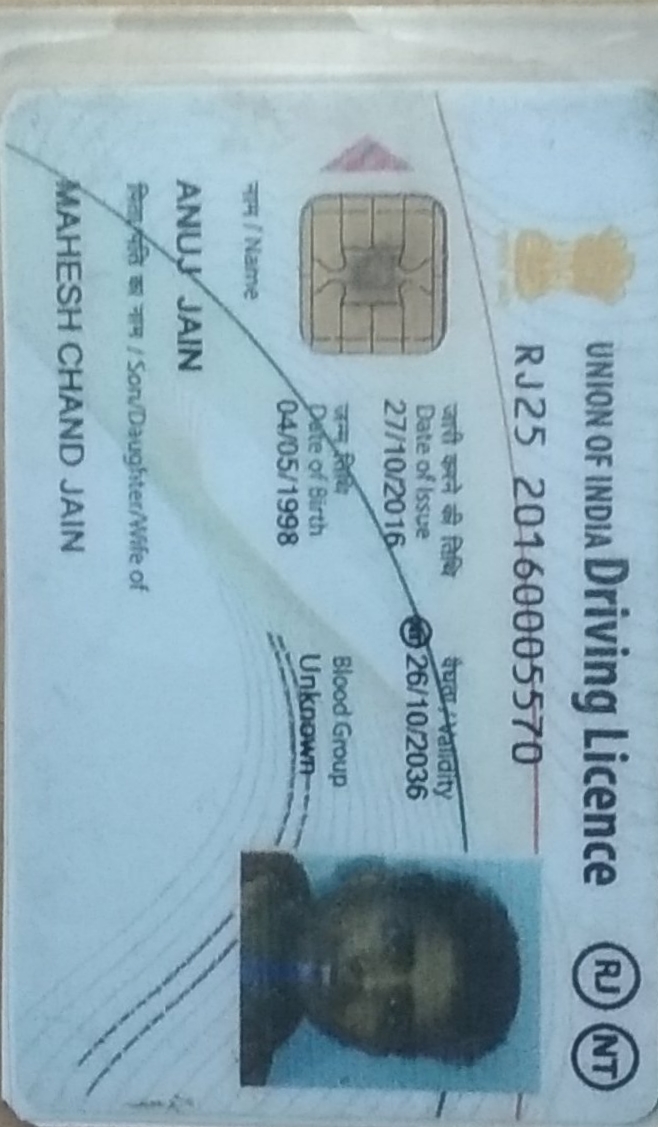 UNION OF INDIA Driving Licence RJ NT
RJ25 20160005570
जारी करने की तिथि वैधता / Validity
Date of Issue
27/10/2016 NT 26/10/2036
जन्म तिथि
Date of Birth Blood Group
04/05/1998 Unknown
नाम / Name
ANUJ JAIN
पिता/पति का नाम / Son/Daughter/Wife of
MAHESH CHAND JAIN